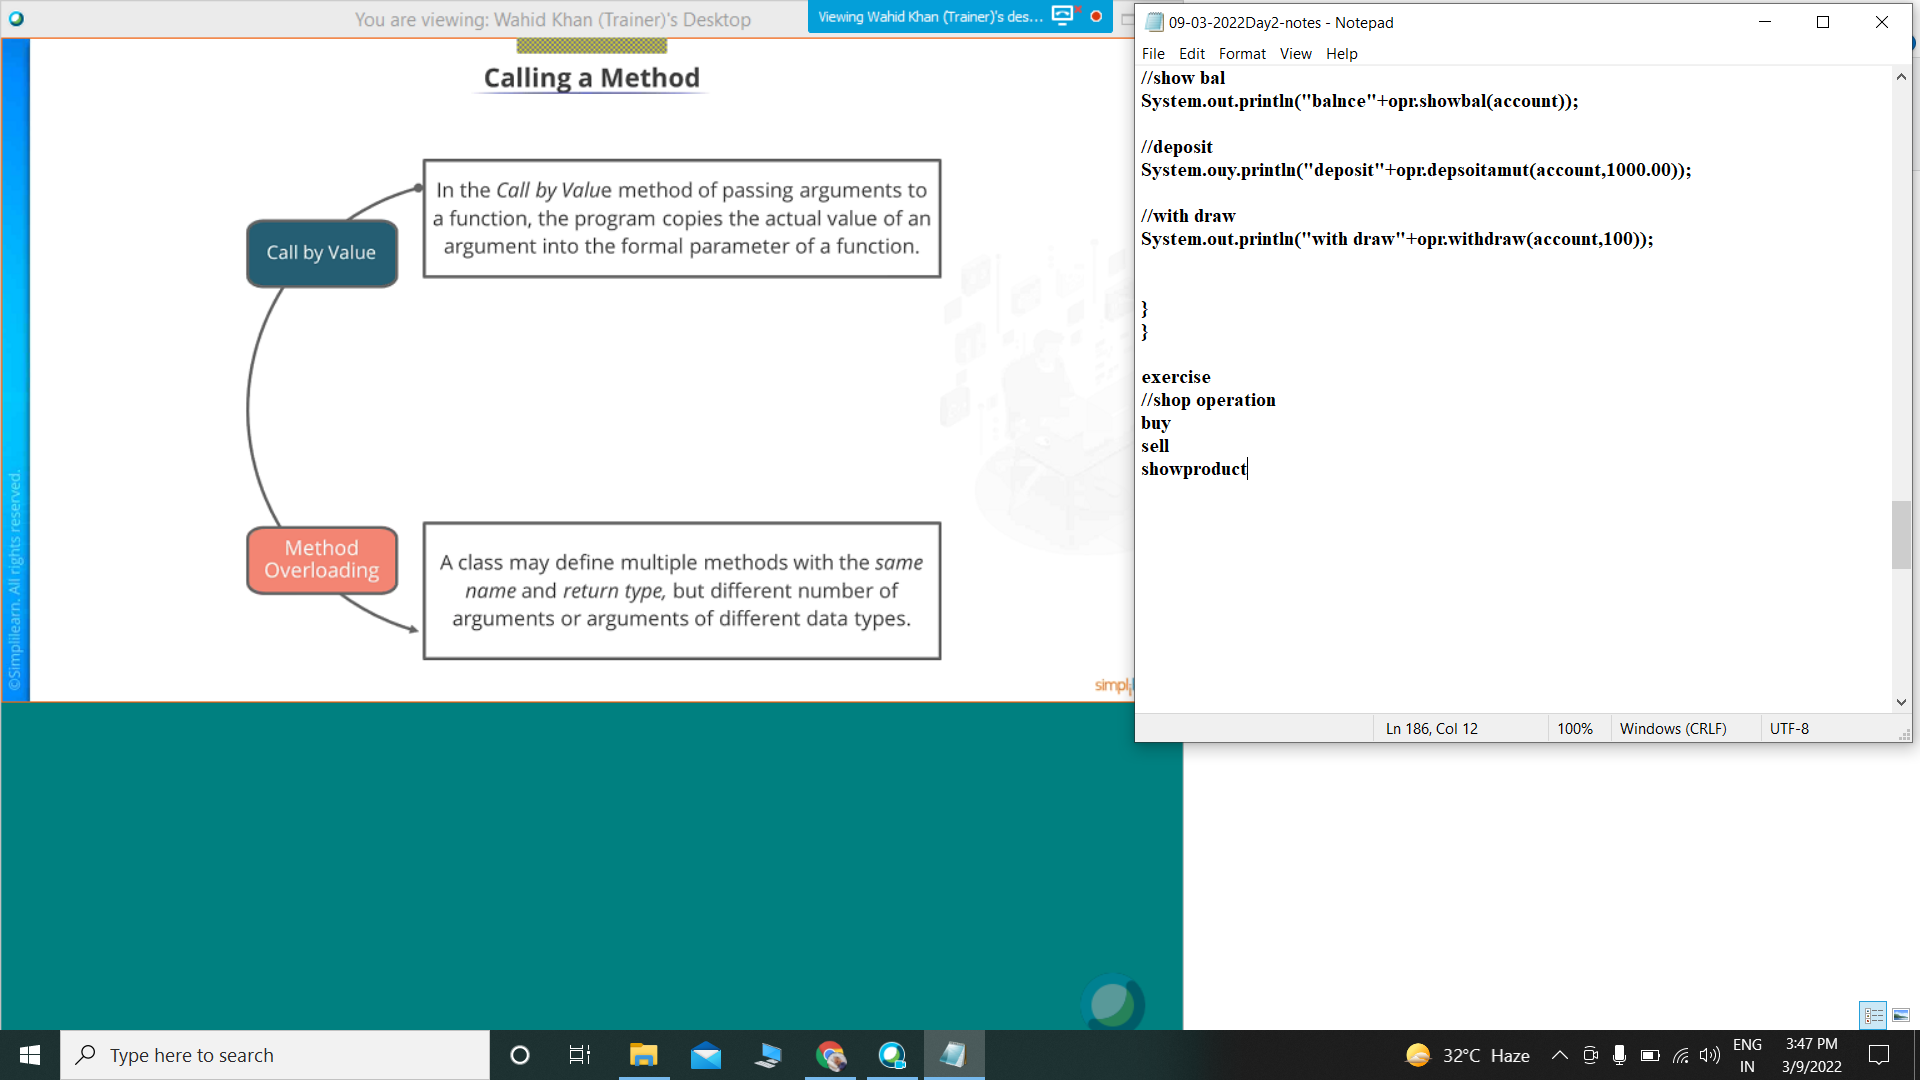 You are viewing: Wahid Khan (Trainer)'s Desktop
Viewing Wahid Khan (Trainer)'s des...
Calling a Method
Call by Value
In the Call by Value method of passing arguments to
a function, the program copies the actual value of an
argument into the formal parameter of a function.
Method
Overloading
A class may define multiple methods with the same
name and return type, but different number of
arguments or arguments of different data types.
©Simplilearn. All rights reserved.
09-03-2022Day2-notes - Notepad
File Edit Format View Help
//show bal
System.out.println("balnce"+opr.showbal(account));
//deposit
System.ouy.println("deposit"+opr.depsoitamut(account,1000.00));
//with draw
System.out.println("with draw"+opr.withdraw(account,100));
}
}
exercise
//shop operation
buy
sell
showproduct
Ln 186, Col 12
100%
Windows (CRLF)
UTF-8
Type here to search
32°C Haze
ENG
IN
3:47 PM
3/9/2022